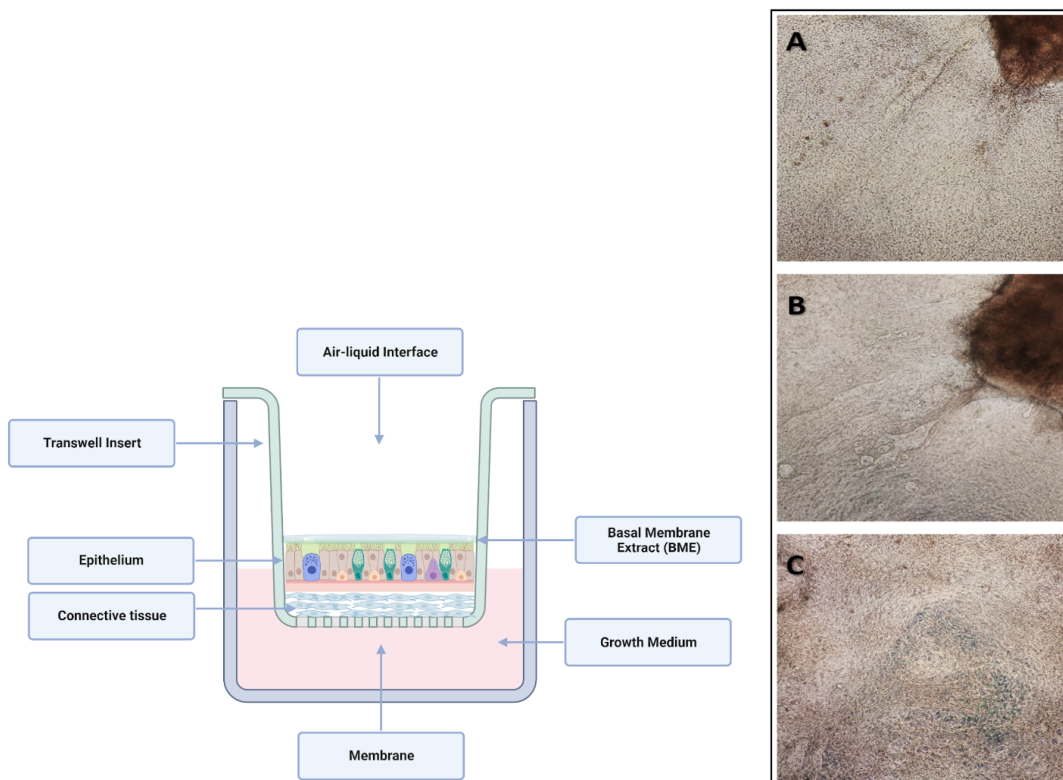 Air-liquid Interface
Transwell Insert
Basal Membrane
Extract (BME)
Epithelium
Connective tissue
Growth Medium
Membrane
A
B
C